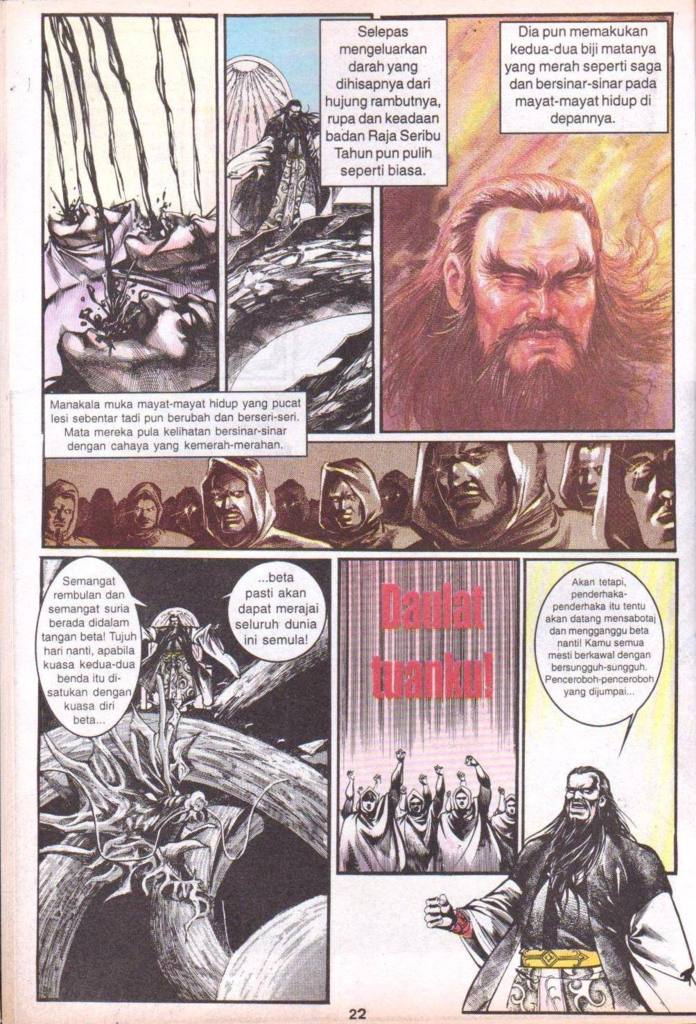 Selepas
mengeluarkan
darah yang
dihisapnya dari
hujung rambutnya,
rupa dan keadaan
badan Raja Seribu
Tahun pun pulih
seperti biasa.
Dia pun memakukan
kedua-dua biji matanya
yang merah seperti saga
dan bersinar-sinar pada
mayat-mayat hidup di
depannya.
Manakala muka mayat-mayat hidup yang pucat
lesi sebentar tadi pun berubah dan berseri-seri.
Mata mereka pula kelihatan bersinar-sinar
dengan cahaya yang kemerah-merahan.
Semangat
rembulan dan
semangat suria
berada didalam
tangan beta! Tujuh
hari nanti, apabila
kuasa kedua-dua
benda itu di-
satukan dengan
kuasa diri
beta...
...beta
pasti akan
dapat merajai
seluruh dunia
ini semula!
Daulat
tuanku!
Akan tetapi,
penderhaka-
penderhaka itu tentu
akan datang mensabotaj
dan mengganggu beta
nanti! Kamu semua
mesti berkawal dengan
bersungguh-sungguh.
Penceroboh-penceroboh
yang dijumpai...
22